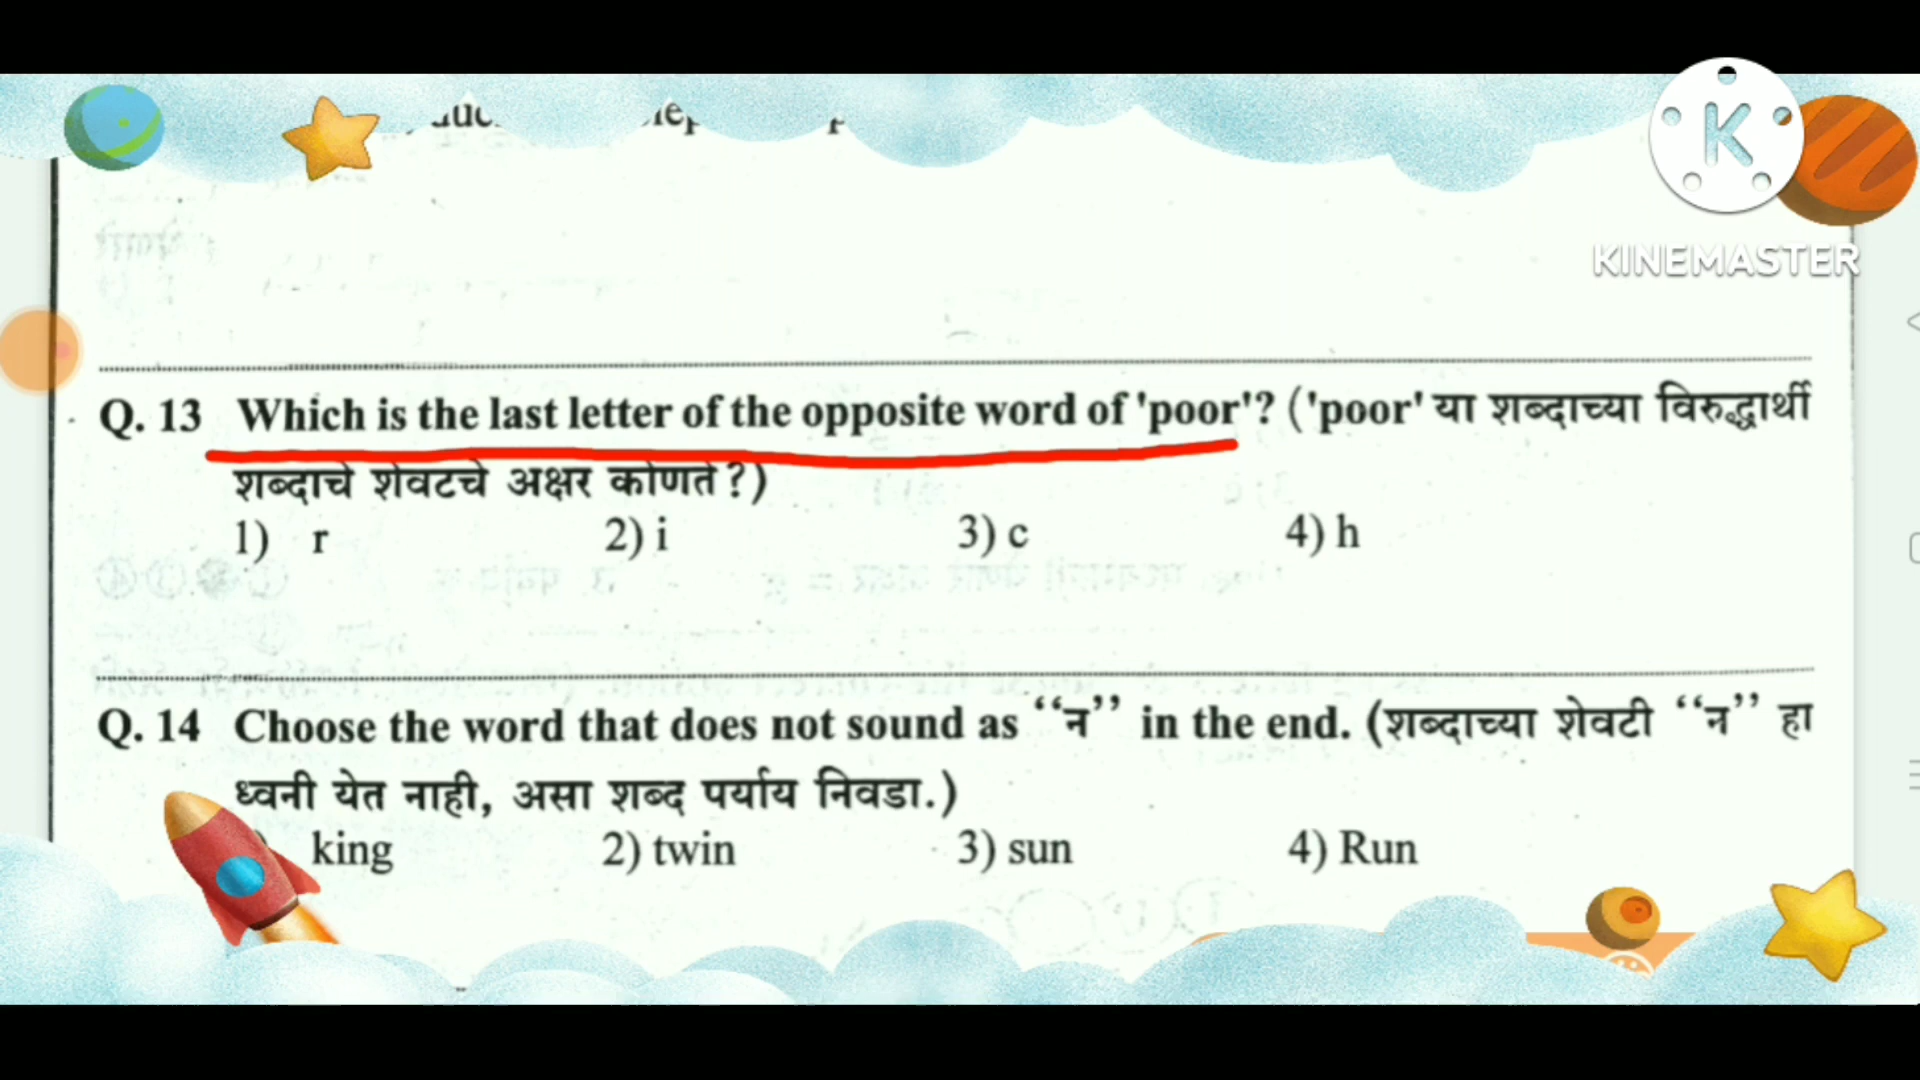 K
KINEMASTER
Q. 13 Which is the last letter of the opposite word of 'poor'? ('poor' या शब्दाच्या विरुद्धार्थी
शब्दाचे शेवटचे अक्षर कोणते?)
1) r 2) i 3) c 4) h
Q. 14 Choose the word that does not sound as ‘‘न’’ in the end. (शब्दाच्या शेवटी ‘‘न’’ हा
ध्वनी येत नाही, असा शब्द पर्याय निवडा.)
king 2) twin 3) sun 4) Run